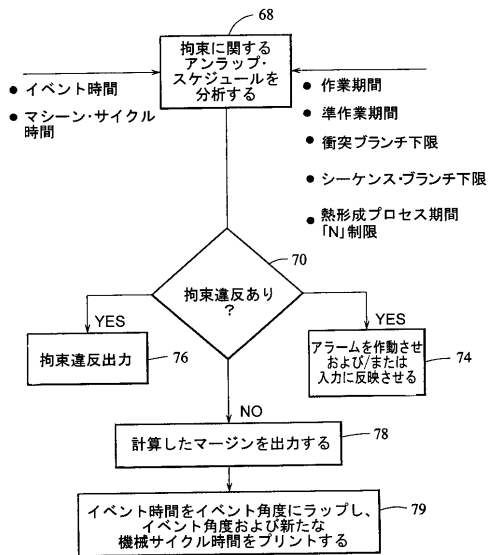 68
拘束に関する
アンラップ・
スケジュールを
分析する
● イベント時間
● マシーン・サイクル
時間
● 作業期間
● 準作業期間
● 衝突ブランチ下限
● シーケンス・ブランチ下限
● 熱形成プロセス期間
「N」制限
70
拘束違反あり
?
YES
YES
拘束違反出力
76
アラームを作動させ
および/または
入力に反映させる
74
NO
計算したマージンを出力する
78
イベント時間をイベント角度にラップし、
イベント角度および新たな
機械サイクル時間をプリントする
79